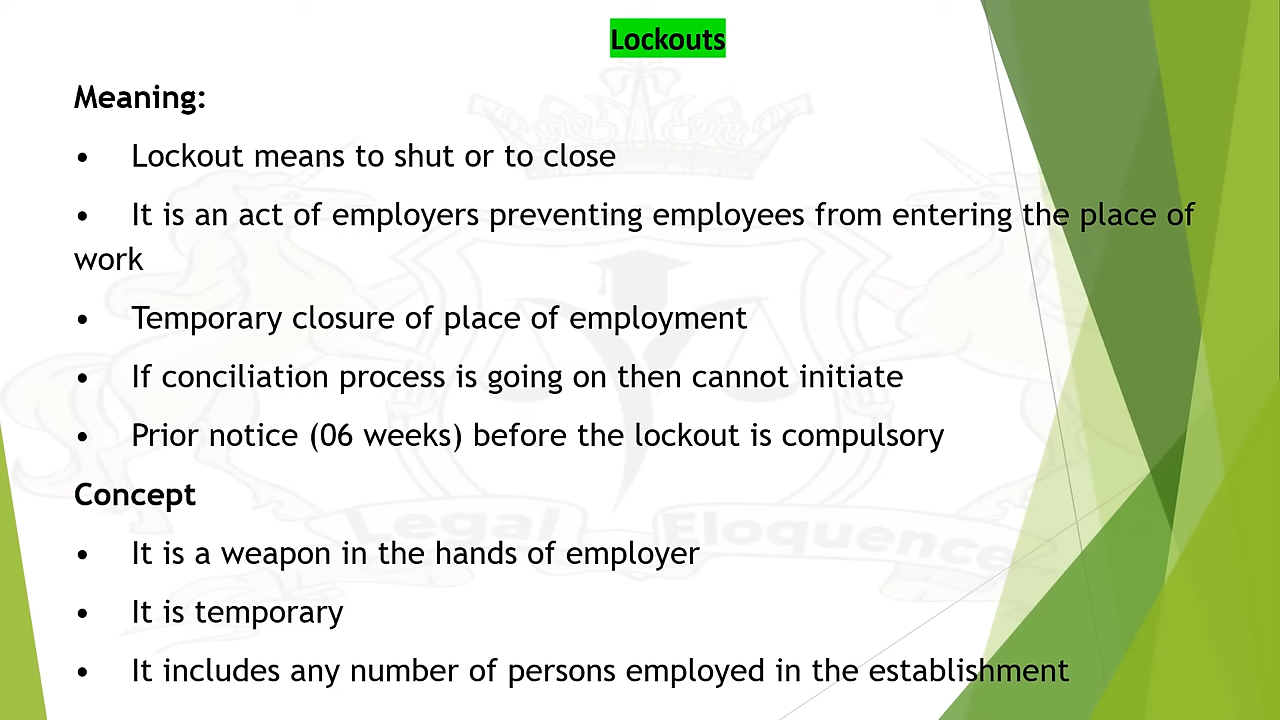 Lockouts
Meaning:
• Lockout means to shut or to close
• It is an act of employers preventing employees from entering the place of
work
• Temporary closure of place of employment
• If conciliation process is going on then cannot initiate
• Prior notice (06 weeks) before the lockout is compulsory
Concept
Legal Eloquence
• It is a weapon in the hands of employer
• It is temporary
• It includes any number of persons employed in the establishment